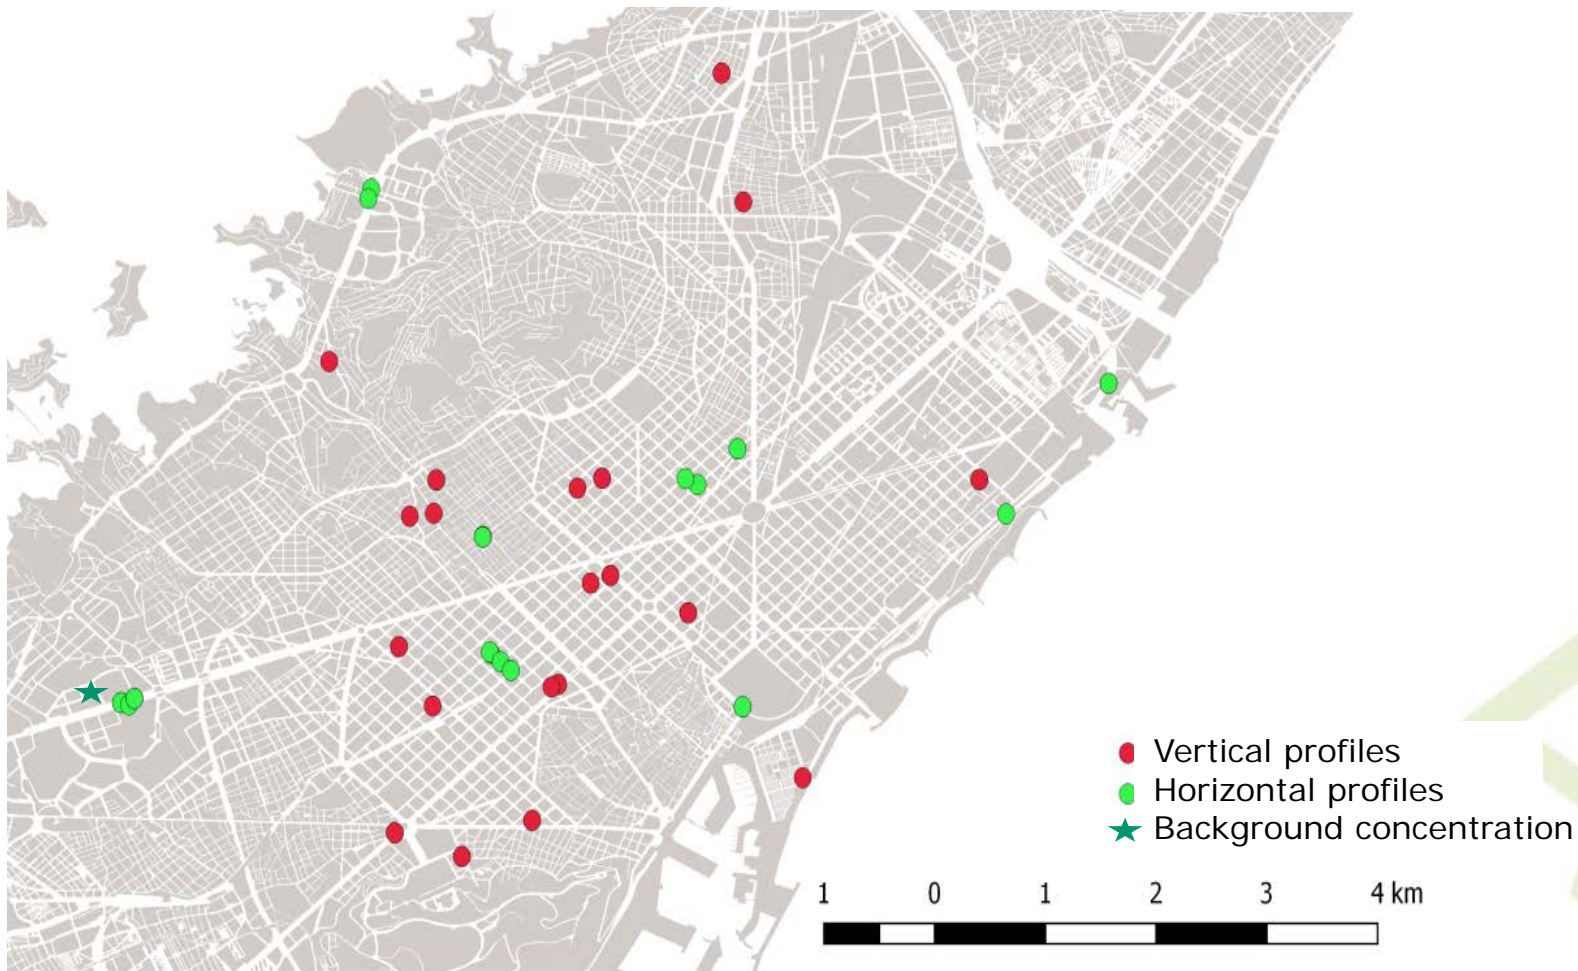 Vertical profiles
Horizontal profiles
Background concentration
1 0 1 2 3 4 km